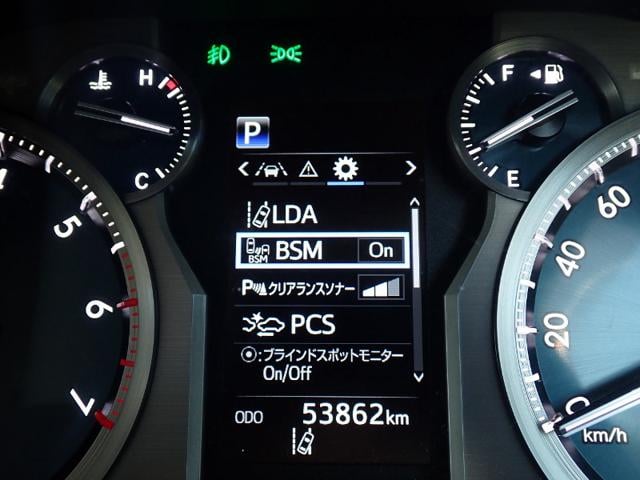 H
C
F
E
P
LDA
BSM
BSM On
P クリアランスソナー
PCS
:ブラインドスポットモニター
On/Off
ODO 53862km
5
6
7
60
40
20
km/h